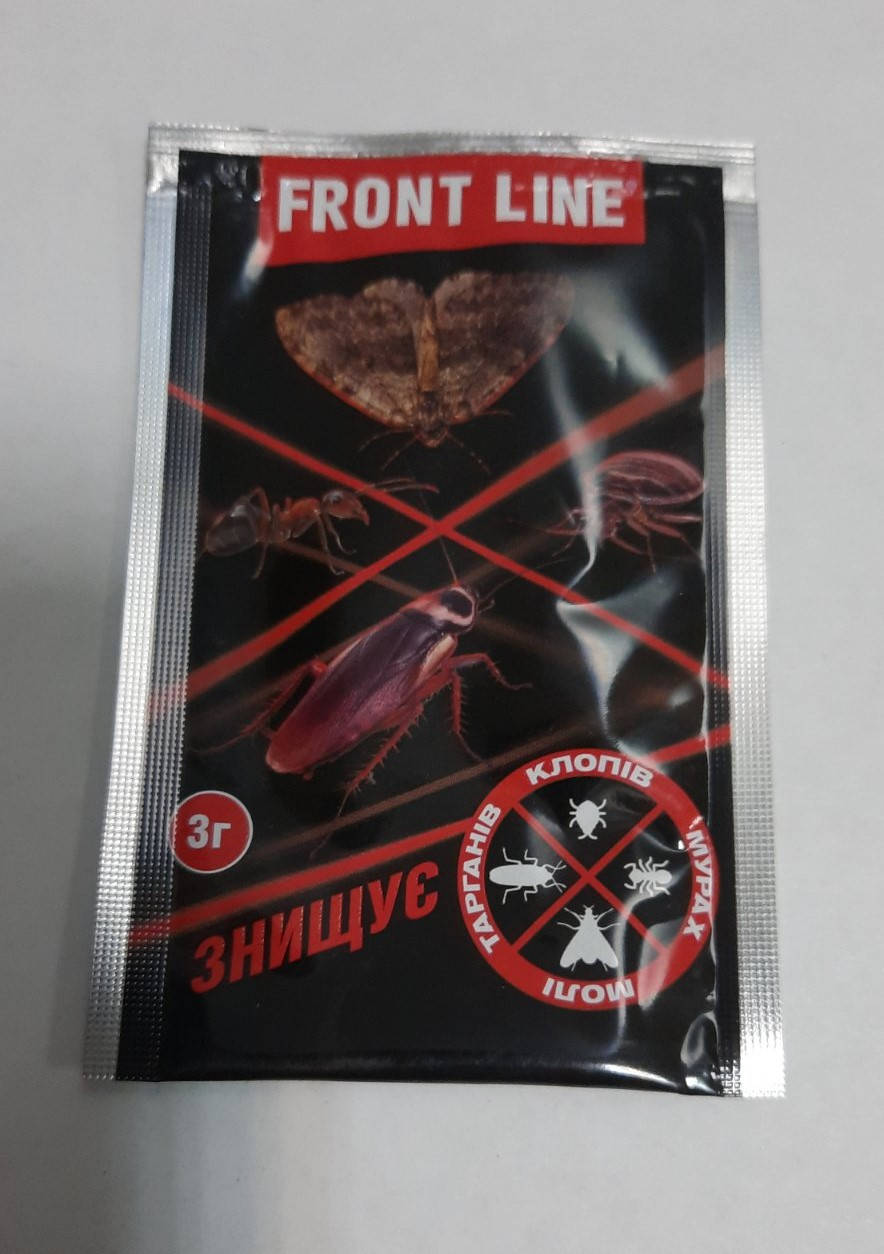 FRONT LINE
3г
ЗНИЩУЄ
ТАРГАНІВ
КЛОПІВ
МУРАХ
МОЛІ